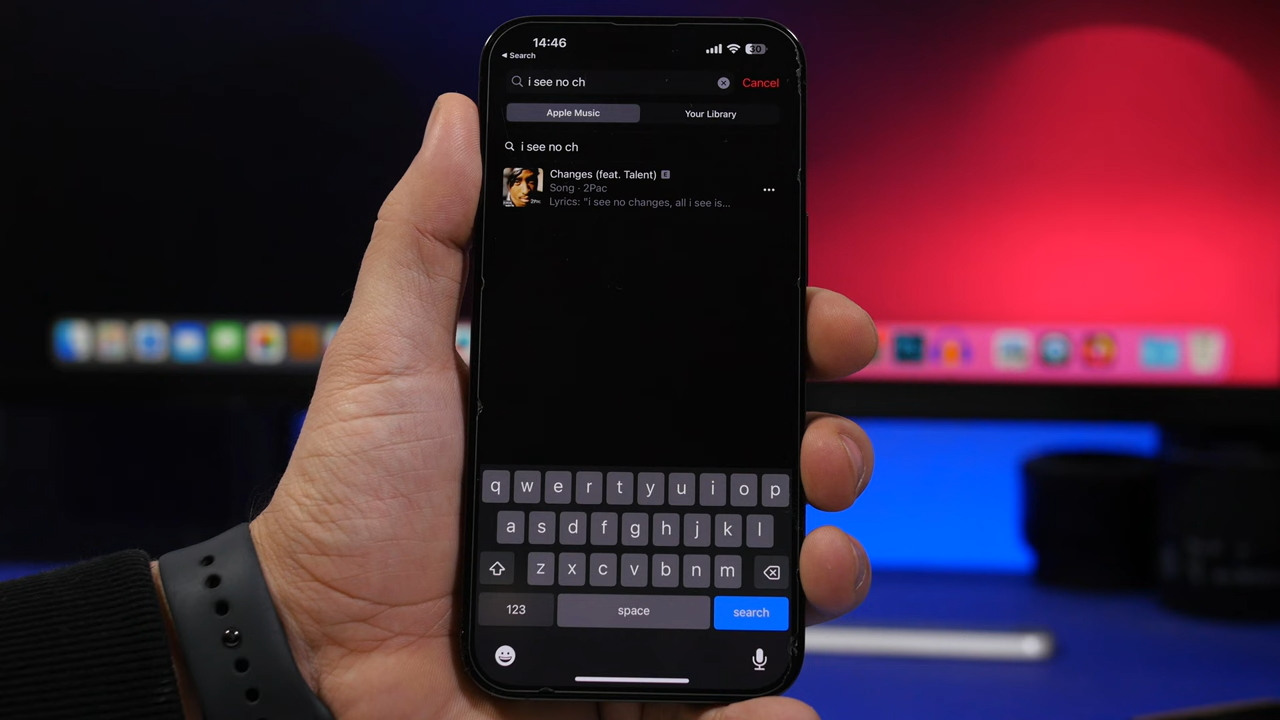 14:46
30
Search
i see no ch
Cancel
Apple Music
Your Library
i see no ch
Changes (feat. Talent) E
Song · 2Pac
Lyrics: "i see no changes, all i see is...
q w e r t y u i o p
a s d f g h j k l
z x c v b n m
123
space
search